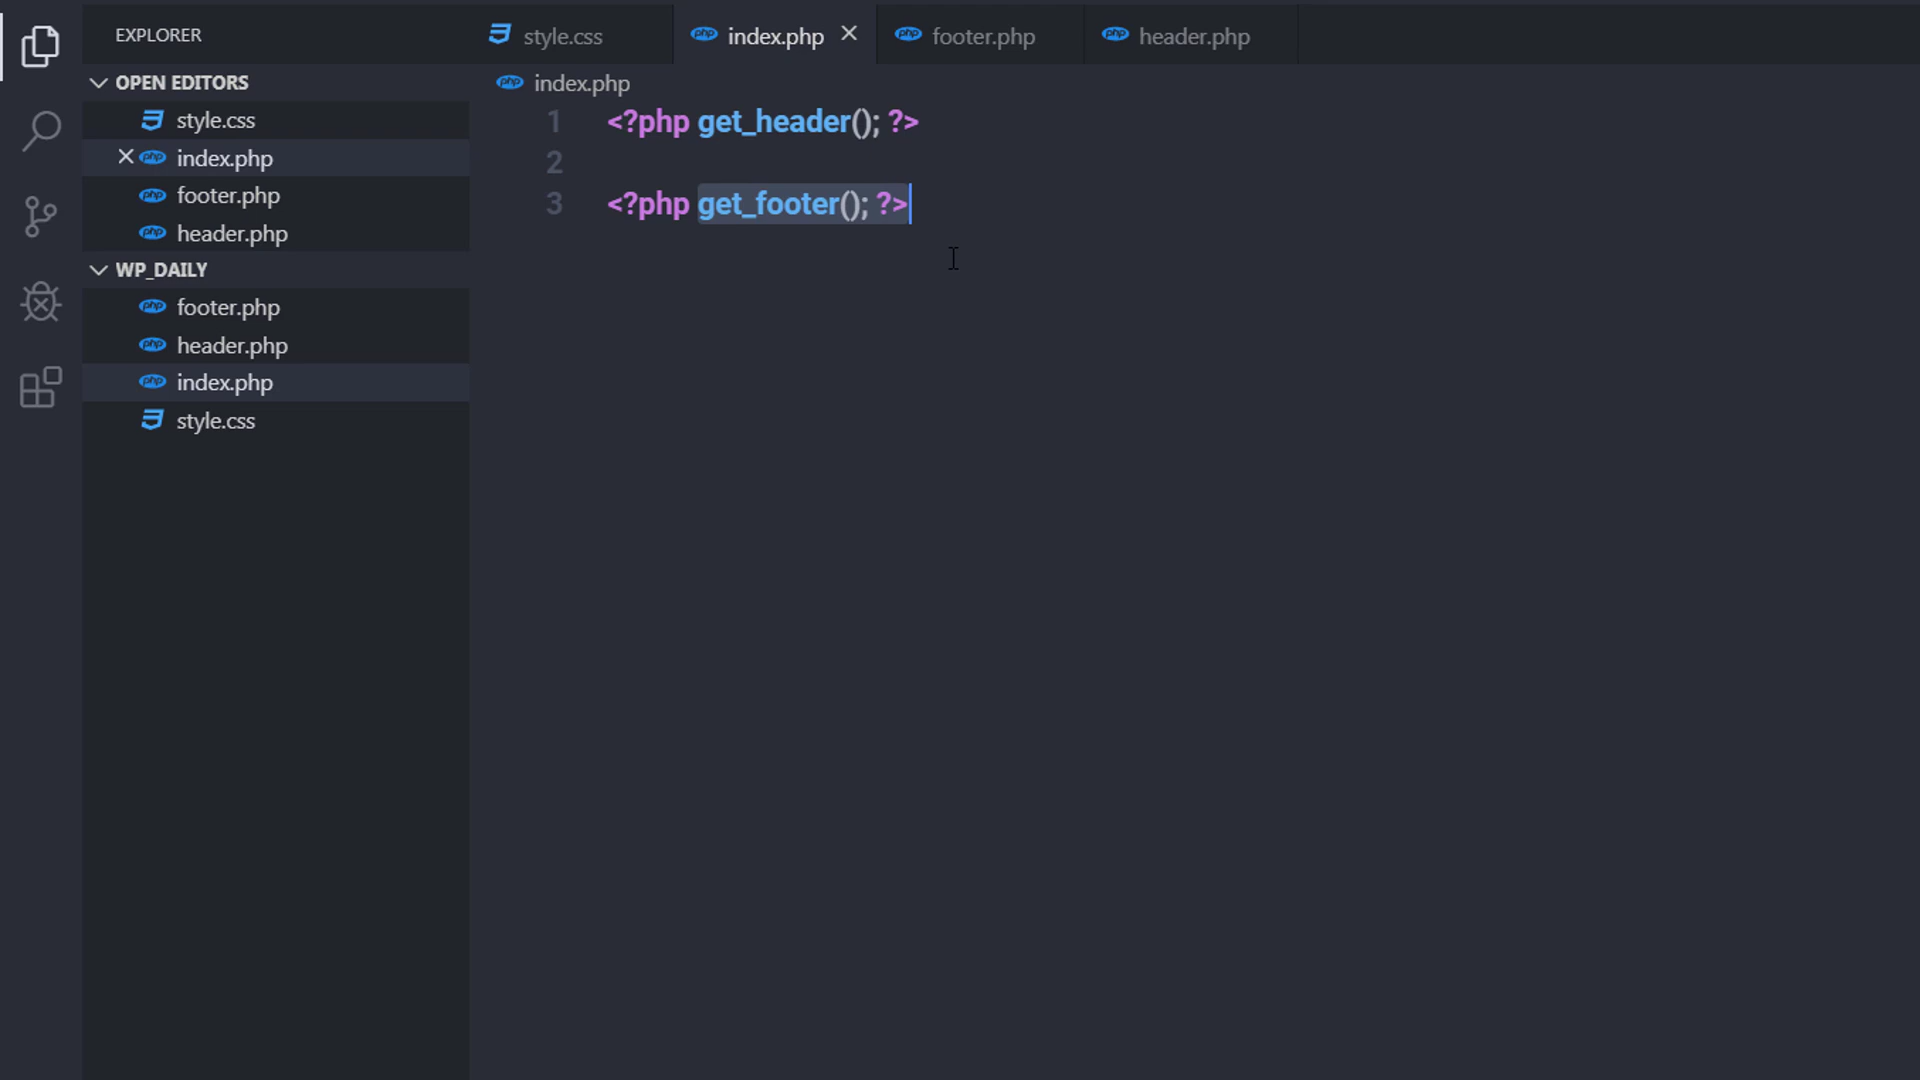 EXPLORER
OPEN EDITORS
style.css
index.php
footer.php
header.php
WP_DAILY
footer.php
header.php
index.php
style.css
style.css
index.php
footer.php
header.php
index.php
1 <?php get_header(); ?>
2
3 <?php get_footer(); ?>